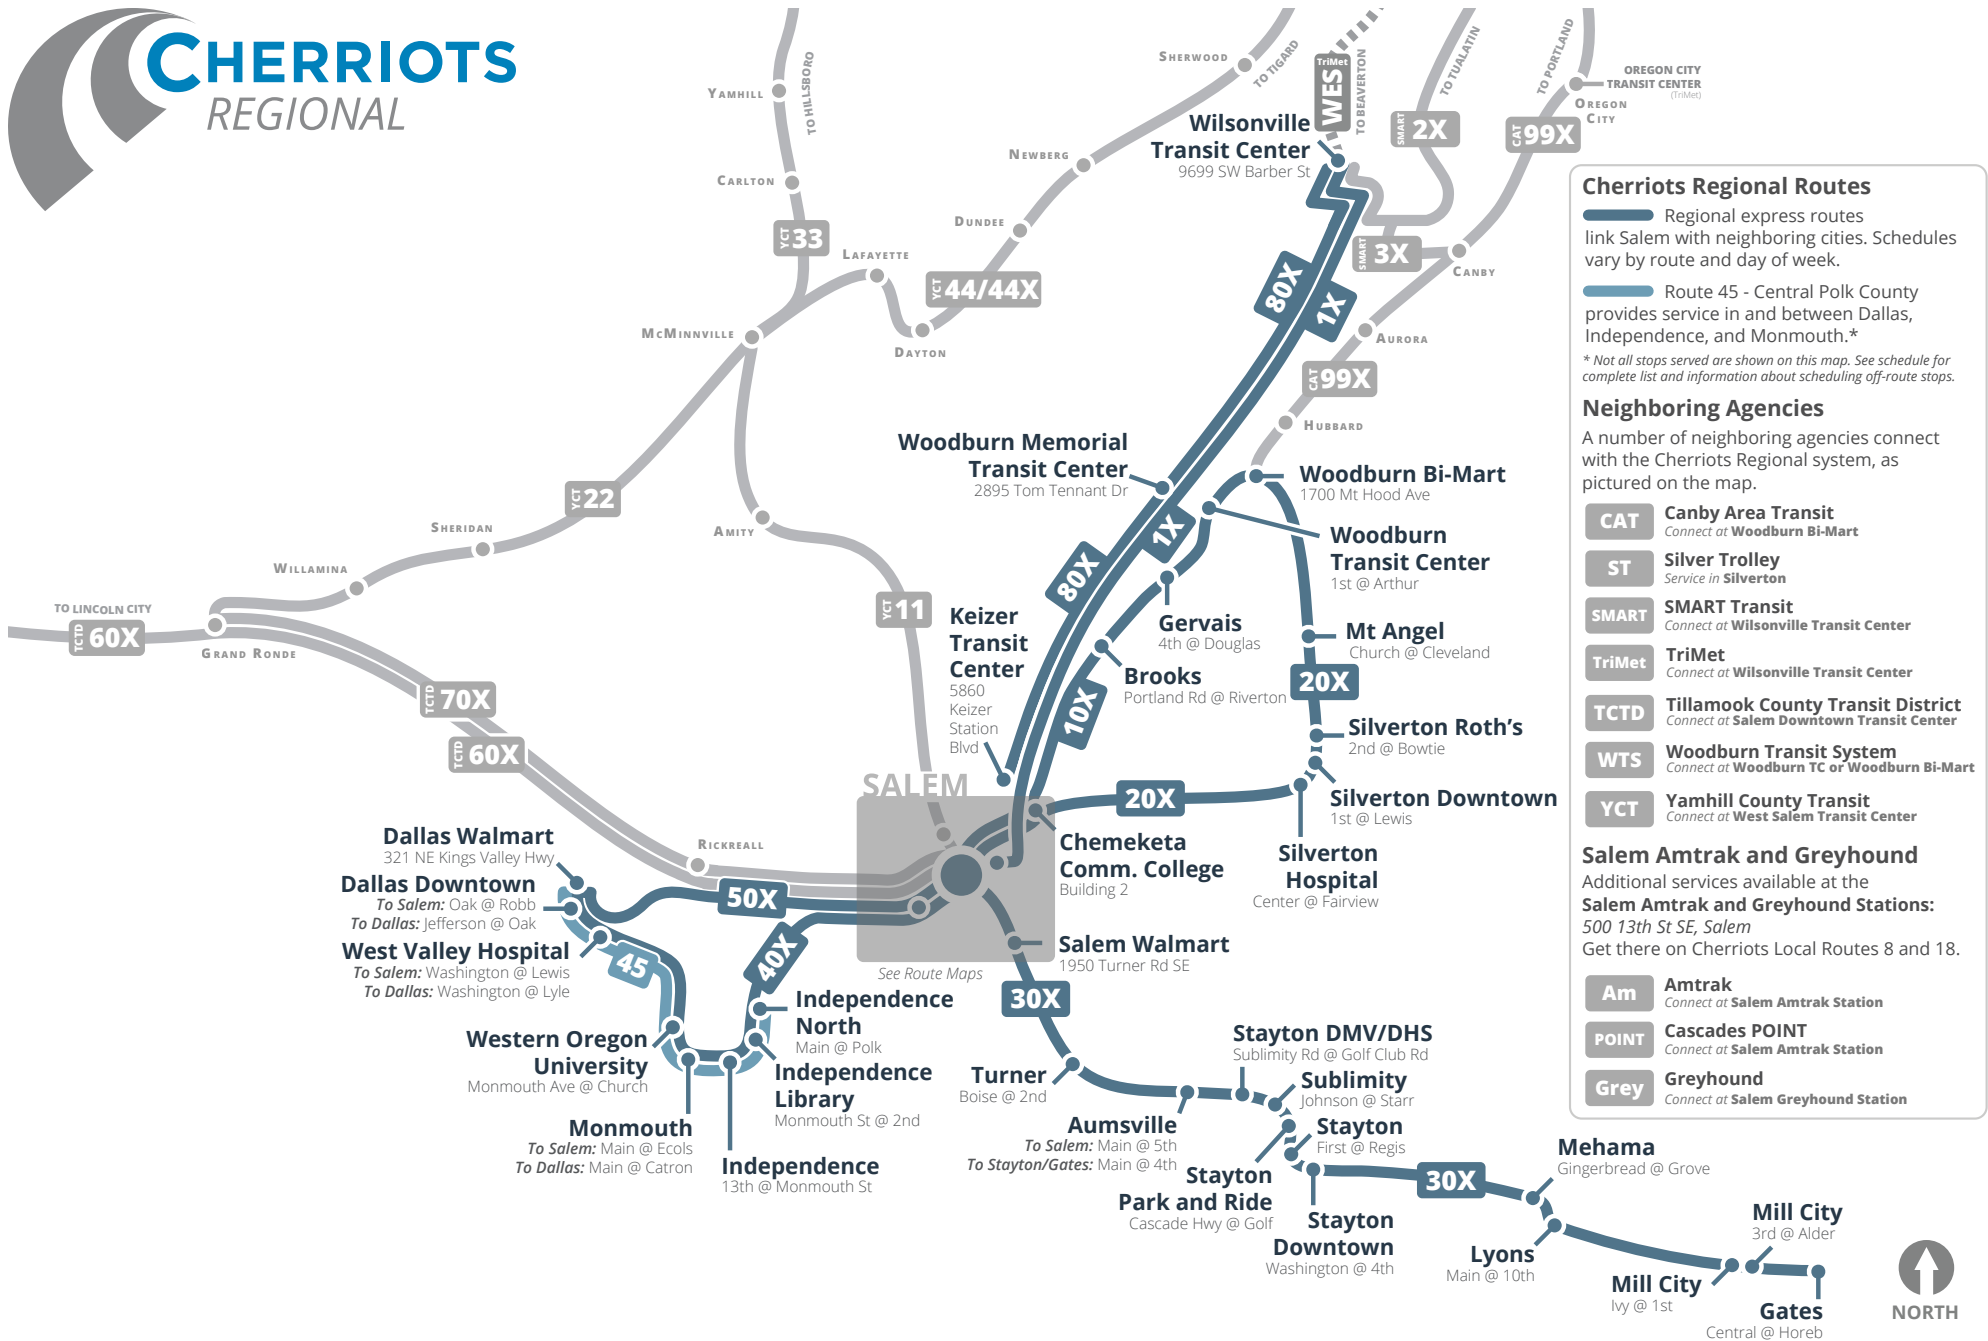 CHERRIOTS
REGIONAL
YAMHILL
TO HILLSBORO
CARLTON
YCT 33
LAFAYETTE
MCMINNVILLE
DAYTON
YCT 44/44X
DUNDEE
NEWBERG
SHERWOOD
TO TIGARD
TriMet
WES
TO BEAVERTON
TO TUALATIN
SMART 2X
TO PORTLAND
CAT 99X
OREGON CITY
TRANSIT CENTER
(TriMet)
OREGON
CITY
Wilsonville
Transit Center
9699 SW Barber St
SMART 3X
CANBY
80X
1X
AURORA
CAT 99X
HUBBARD
Woodburn Memorial
Transit Center
2895 Tom Tennant Dr
Woodburn Bi-Mart
1700 Mt Hood Ave
Woodburn
Transit Center
1st @ Arthur
1X
80X
Gervais
4th @ Douglas
Mt Angel
Church @ Cleveland
Brooks
Portland Rd @ Riverton
20X
10X
Keizer
Transit
Center
5860
Keizer
Station
Blvd
Silverton Roth's
2nd @ Bowtie
Silverton Downtown
1st @ Lewis
20X
Silverton
Hospital
Center @ Fairview
Chemeketa
Comm. College
Building 2
SALEM
See Route Maps
Salem Walmart
1950 Turner Rd SE
YCT 22
SHERIDAN
AMITY
WILLAMINA
YCT 11
TO LINCOLN CITY
TCTD 60X
GRAND RONDE
TCTD 70X
TCTD 60X
RICKREALL
Dallas Walmart
321 NE Kings Valley Hwy
Dallas Downtown
To Salem: Oak @ Robb
To Dallas: Jefferson @ Oak
50X
West Valley Hospital
To Salem: Washington @ Lewis
To Dallas: Washington @ Lyle
45
40X
Independence
North
Main @ Polk
Western Oregon
University
Monmouth Ave @ Church
Independence
Library
Monmouth St @ 2nd
Monmouth
To Salem: Main @ Ecols
To Dallas: Main @ Catron
Independence
13th @ Monmouth St
30X
Turner
Boise @ 2nd
Aumsville
To Salem: Main @ 5th
To Stayton/Gates: Main @ 4th
Stayton DMV/DHS
Sublimity Rd @ Golf Club Rd
Sublimity
Johnson @ Starr
Stayton
First @ Regis
Stayton
Park and Ride
Cascade Hwy @ Golf
Stayton
Downtown
Washington @ 4th
30X
Mehama
Gingerbread @ Grove
Lyons
Main @ 10th
Mill City
3rd @ Alder
Mill City
Ivy @ 1st
Gates
Central @ Horeb
NORTH
Cherriots Regional Routes
Regional express routes
link Salem with neighboring cities. Schedules
vary by route and day of week.
Route 45 - Central Polk County
provides service in and between Dallas,
Independence, and Monmouth.*
* Not all stops served are shown on this map. See schedule for
complete list and information about scheduling off-route stops.
Neighboring Agencies
A number of neighboring agencies connect
with the Cherriots Regional system, as
pictured on the map.
CAT Canby Area Transit
Connect at Woodburn Bi-Mart
ST Silver Trolley
Service in Silverton
SMART SMART Transit
Connect at Wilsonville Transit Center
TriMet TriMet
Connect at Wilsonville Transit Center
TCTD Tillamook County Transit District
Connect at Salem Downtown Transit Center
WTS Woodburn Transit System
Connect at Woodburn TC or Woodburn Bi-Mart
YCT Yamhill County Transit
Connect at West Salem Transit Center
Salem Amtrak and Greyhound
Additional services available at the
Salem Amtrak and Greyhound Stations:
500 13th St SE, Salem
Get there on Cherriots Local Routes 8 and 18.
Am Amtrak
Connect at Salem Amtrak Station
POINT Cascades POINT
Connect at Salem Amtrak Station
Grey Greyhound
Connect at Salem Greyhound Station